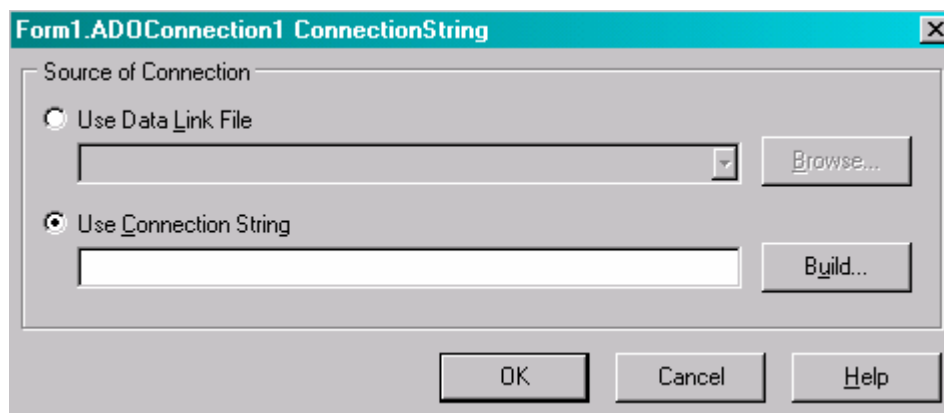 Form1.ADOConnection1 ConnectionString
Source of Connection
Use Data Link File
Browse...
Use Connection String
Build...
OK Cancel Help